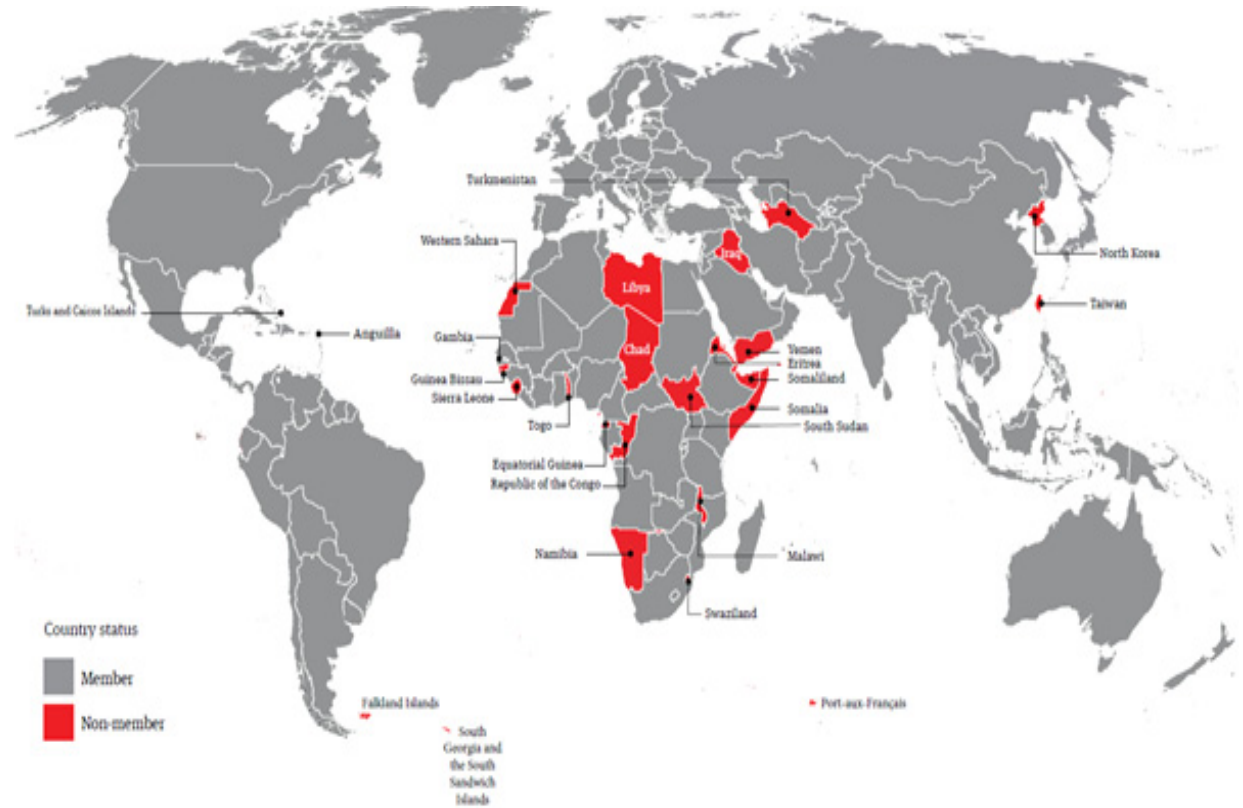 Turkmenistan
Western Sahara
Iraq
North Korea
Libya
Taiwan
Turks and Caicos Islands
Anguilla
Gambia
Chad
Yemen
Eritrea
Guinea Bissau
Somaliland
Sierra Leone
Somalia
Togo
South Sudan
Equatorial Guinea
Republic of the Congo
Namibia
Malawi
Swaziland
Country status
Member
Non-member
Falkland Islands
Port-aux-Français
South
Georgia and
the South
Sandwich
Islands